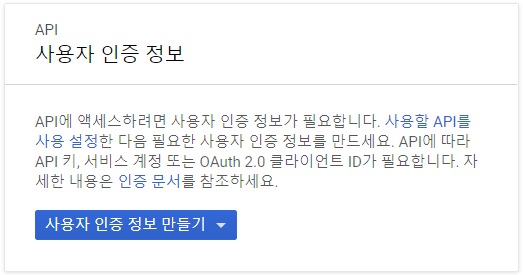 API
사용자 인증 정보
API에 액세스하려면 사용자 인증 정보가 필요합니다. 사용할 API를
사용 설정한 다음 필요한 사용자 인증 정보를 만드세요. API에 따라
API 키, 서비스 계정 또는 OAuth 2.0 클라이언트 ID가 필요합니다. 자
세한 내용은 인증 문서를 참조하세요.
사용자 인증 정보 만들기